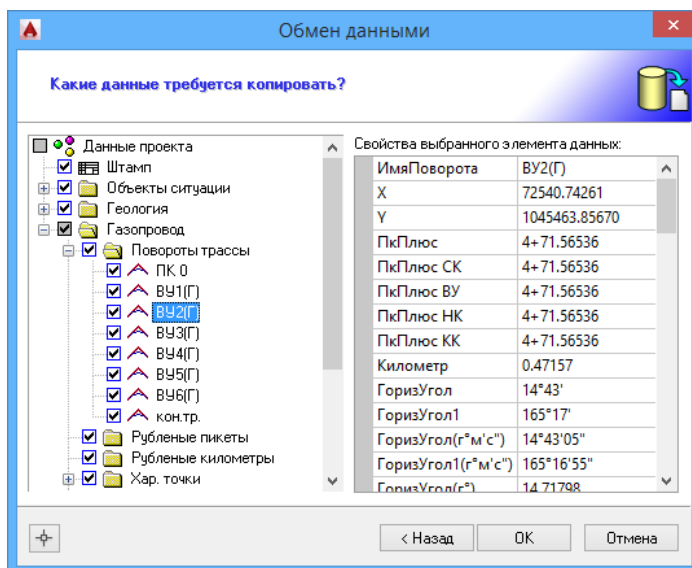 Обмен данными
Какие данные требуется копировать?
Данные проекта
Штамп
Объекты ситуации
Геология
Газопровод
Повороты трассы
ПК 0
ВУ1(Г)
ВУ2(Г)
ВУ3(Г)
ВУ4(Г)
ВУ5(Г)
ВУ6(Г)
кон.тр.
Рубленые пикеты
Рубленые километры
Хар. точки
Свойства выбранного элемента данных:
ИмяПоворота ВУ2(Г)
X 72540.74261
Y 1045463.85670
ПкПлюс 4+71.56536
ПкПлюс СК 4+71.56536
ПкПлюс ВУ 4+71.56536
ПкПлюс НК 4+71.56536
ПкПлюс КК 4+71.56536
Километр 0.47157
ГоризУгол 14°43'
ГоризУгол1 165°17'
ГоризУгол(г°м'с") 14°43'05"
ГоризУгол1(г°м'с") 165°16'55"
ГоризУгол(г°) 14.71798
< Назад
OK
Отмена